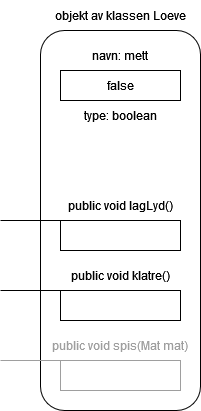 objekt av klassen Loeve
navn: mett
false
type: boolean
public void lagLyd()
public void klatre()
public void spis(Mat mat)